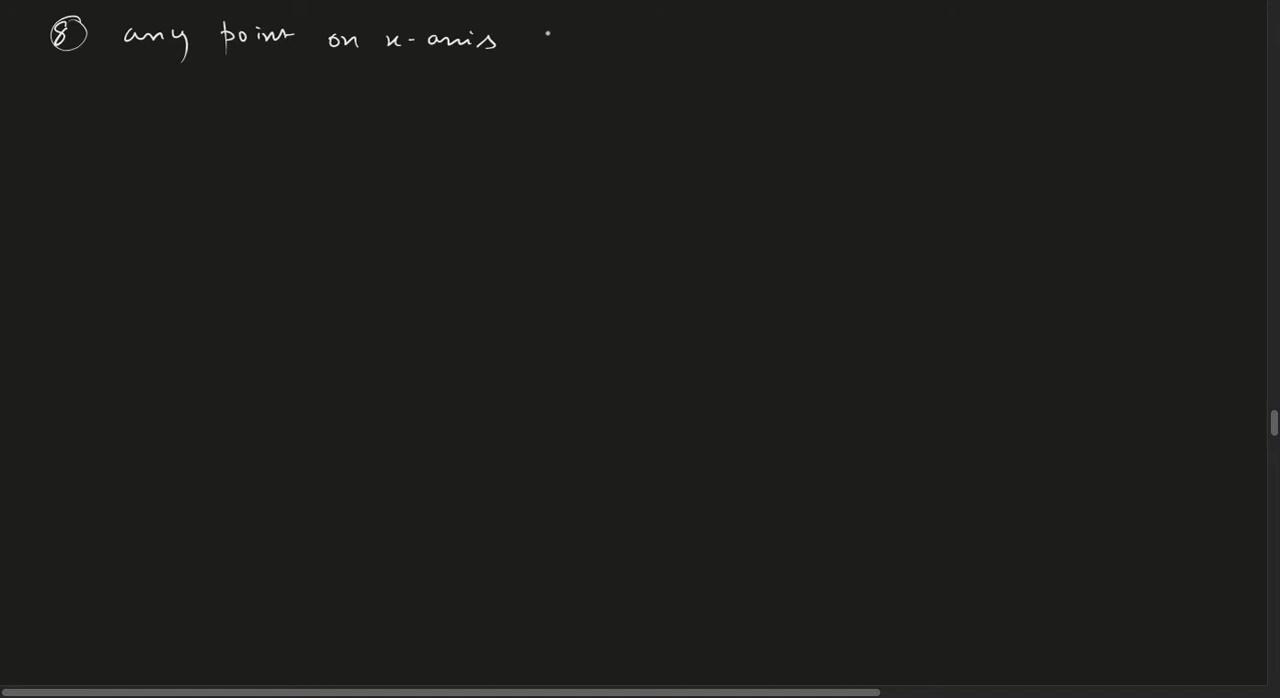 ⑧ any point on x-axis